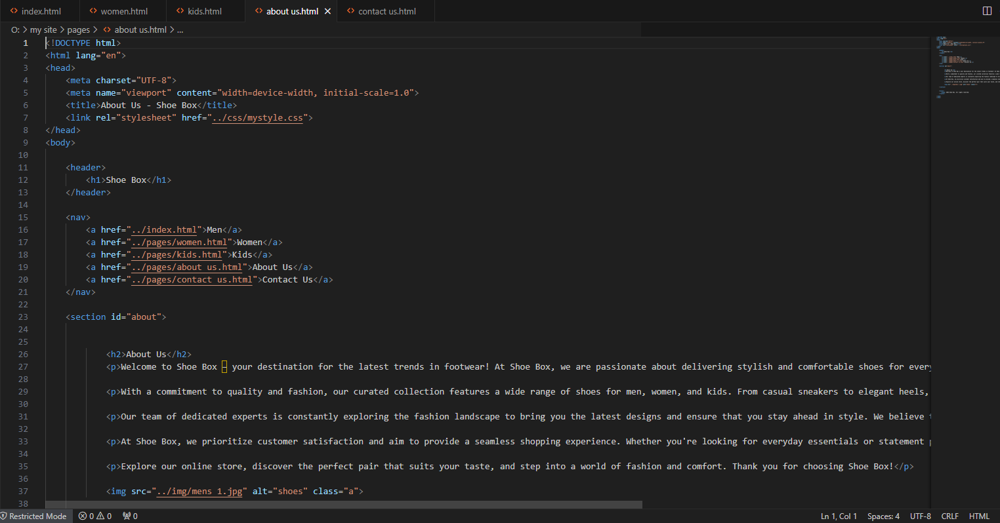 index.html women.html kids.html about us.html contact us.html
O: > my site > pages > about us.html > ...
1 <!DOCTYPE html>
2 <html lang="en">
3 <head>
4 <meta charset="UTF-8">
5 <meta name="viewport" content="width=device-width, initial-scale=1.0">
6 <title>About Us - Shoe Box</title>
7 <link rel="stylesheet" href="../css/mystyle.css">
8 </head>
9 <body>
10
11 <header>
12 <h1>Shoe Box</h1>
13 </header>
14
15 <nav>
16 <a href="../index.html">Men</a>
17 <a href="../pages/women.html">Women</a>
18 <a href="../pages/kids.html">Kids</a>
19 <a href="../pages/about us.html">About Us</a>
20 <a href="../pages/contact us.html">Contact Us</a>
21 </nav>
22
23 <section id="about">
24
25
26 <h2>About Us</h2>
27 <p>Welcome to Shoe Box – your destination for the latest trends in footwear! At Shoe Box, we are passionate about delivering stylish and comfortable shoes for every
28
29 <p>With a commitment to quality and fashion, our curated collection features a wide range of shoes for men, women, and kids. From casual sneakers to elegant heels,
30
31 <p>Our team of dedicated experts is constantly exploring the fashion landscape to bring you the latest designs and ensure that you stay ahead in style. We believe
32
33 <p>At Shoe Box, we prioritize customer satisfaction and aim to provide a seamless shopping experience. Whether you're looking for everyday essentials or statement
34
35 <p>Explore our online store, discover the perfect pair that suits your taste, and step into a world of fashion and comfort. Thank you for choosing Shoe Box!</p>
36
37 <img src="../img/mens 1.jpg" alt="shoes" class="a">
38
Restricted Mode 0 0 0 Ln 1, Col 1 Spaces: 4 UTF-8 CRLF HTML